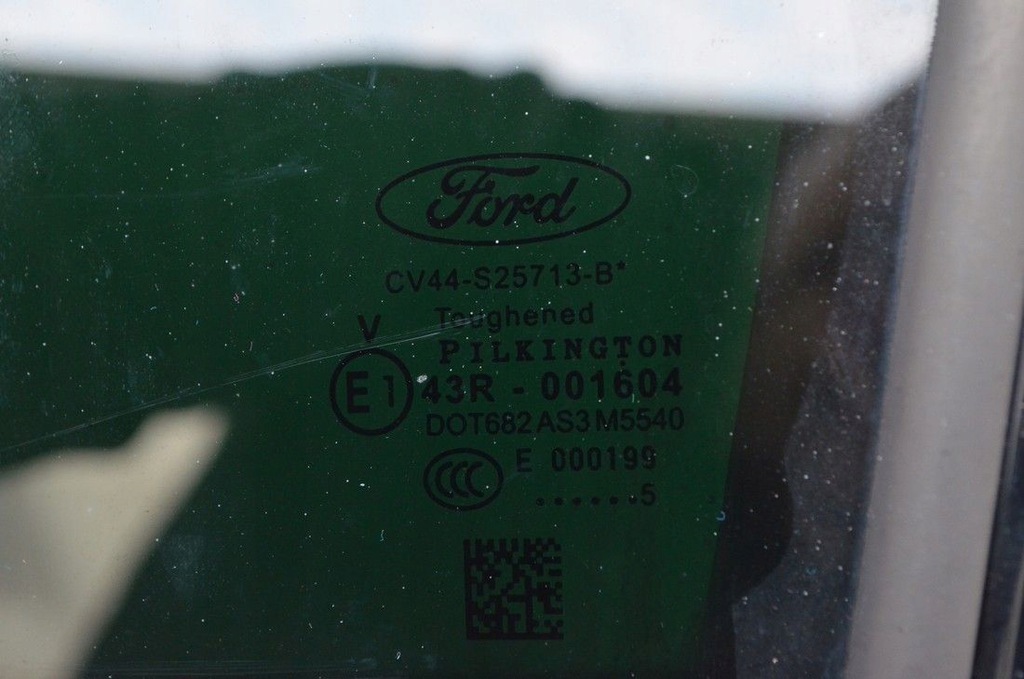 Ford
CV44-S25713-B*
Toughened
V
PILKINGTON
E1 43R - 001604
DOT682 AS3 M5540
CCC E 000199
. . . . . . 5